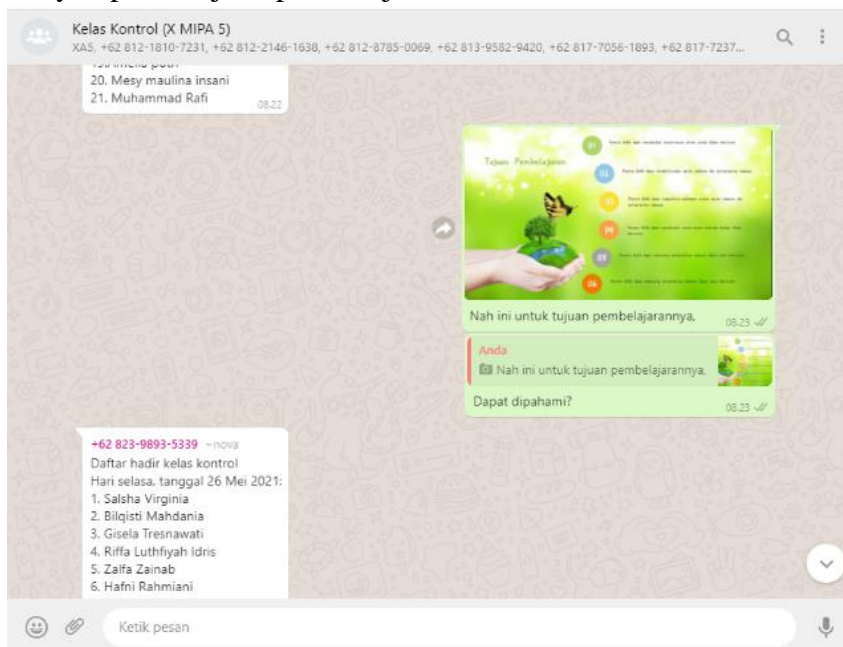 Kelas Kontrol (X MIPA 5)
XA5, +62 812-1810-7231, +62 812-2146-1638, +62 812-8785-0069, +62 813-9582-9420, +62 817-7056-1893, +62 817-7237...
20. Mesy maulina insani
21. Muhammad Rafi
08.22
Tujuan Pembelajaran
01
02
03
04
05
06
Nah ini untuk tujuan pembelajarannya,
08.23
Anda
Nah ini untuk tujuan pembelajarannya,
Dapat dipahami?
08.23
+62 823-9893-5339 ~nova
Daftar hadir kelas kontrol
Hari selasa, tanggal 26 Mei 2021:
1. Salsha Virginia
2. Bilqisti Mahdania
3. Gisela Tresnawati
4. Riffa Luthfiyah Idris
5. Zalfa Zainab
6. Hafni Rahmiani
Ketik pesan